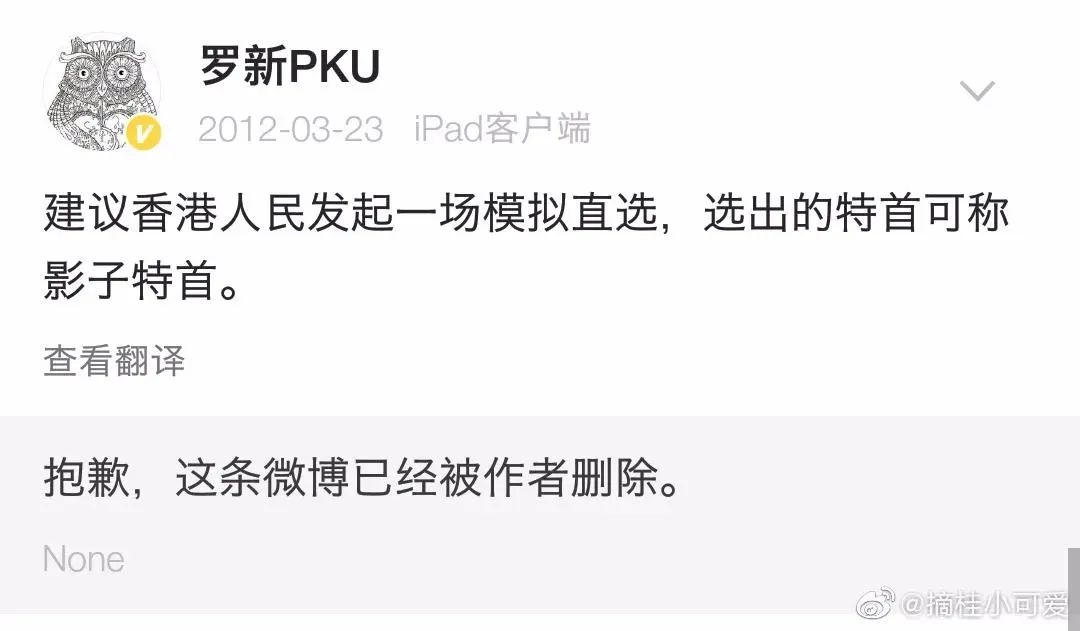 罗新PKU
2012-03-23 iPad客户端
建议香港人民发起一场模拟直选，选出的特首可称
影子特首。
查看翻译
抱歉，这条微博已经被作者删除。
None
@摘桂小可爱